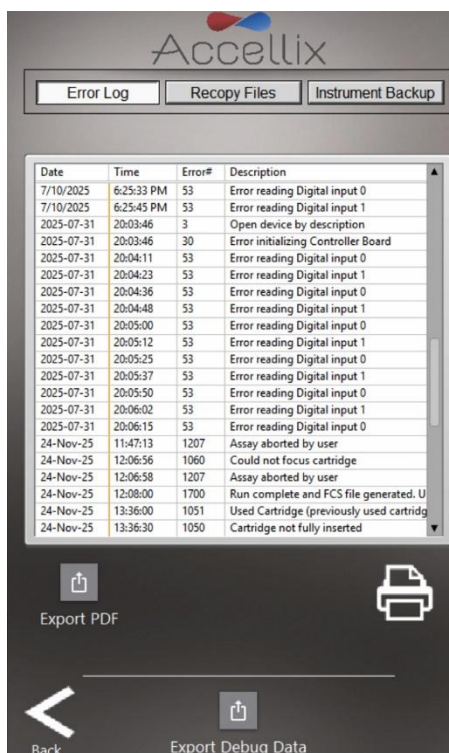 Accellix
Error Log Recopy Files Instrument Backup
Date Time Error# Description
7/10/2025 6:25:33 PM 53 Error reading Digital input 0
7/10/2025 6:25:45 PM 53 Error reading Digital input 1
2025-07-31 20:03:46 3 Open device by description
2025-07-31 20:03:46 30 Error initializing Controller Board
2025-07-31 20:04:11 53 Error reading Digital input 0
2025-07-31 20:04:23 53 Error reading Digital input 1
2025-07-31 20:04:36 53 Error reading Digital input 0
2025-07-31 20:04:48 53 Error reading Digital input 1
2025-07-31 20:05:00 53 Error reading Digital input 0
2025-07-31 20:05:12 53 Error reading Digital input 1
2025-07-31 20:05:25 53 Error reading Digital input 0
2025-07-31 20:05:37 53 Error reading Digital input 1
2025-07-31 20:05:50 53 Error reading Digital input 0
2025-07-31 20:06:02 53 Error reading Digital input 1
2025-07-31 20:06:15 53 Error reading Digital input 0
24-Nov-25 11:47:13 1207 Assay aborted by user
24-Nov-25 12:06:56 1060 Could not focus cartridge
24-Nov-25 12:06:58 1207 Assay aborted by user
24-Nov-25 12:08:00 1700 Run complete and FCS file generated. U
24-Nov-25 13:36:00 1051 Used Cartridge (previously used cartridg
24-Nov-25 13:36:30 1050 Cartridge not fully inserted
Export PDF
Back Export Debug Data